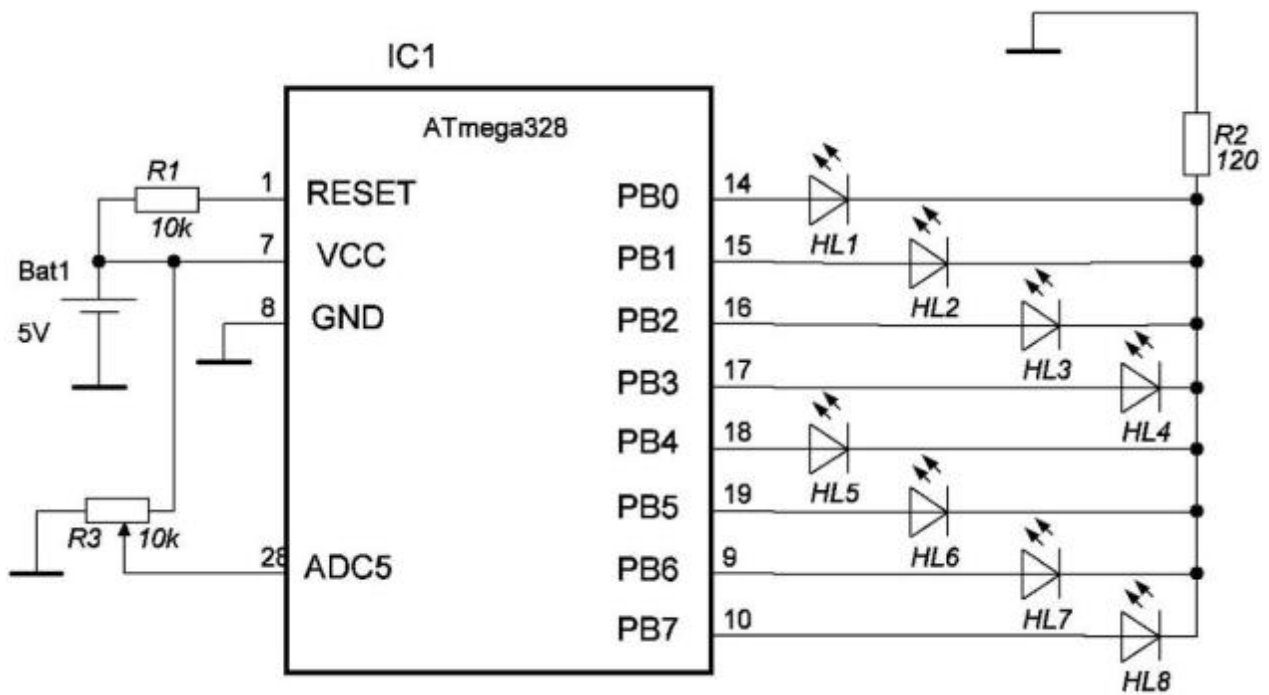 IC1
ATmega328
R1
10k
1
RESET
7
VCC
8
GND
Bat1
5V
R3
10k
28
ADC5
PB0
14
HL1
PB1
15
HL2
PB2
16
HL3
PB3
17
HL4
PB4
18
HL5
PB5
19
HL6
PB6
9
HL7
PB7
10
HL8
R2
120